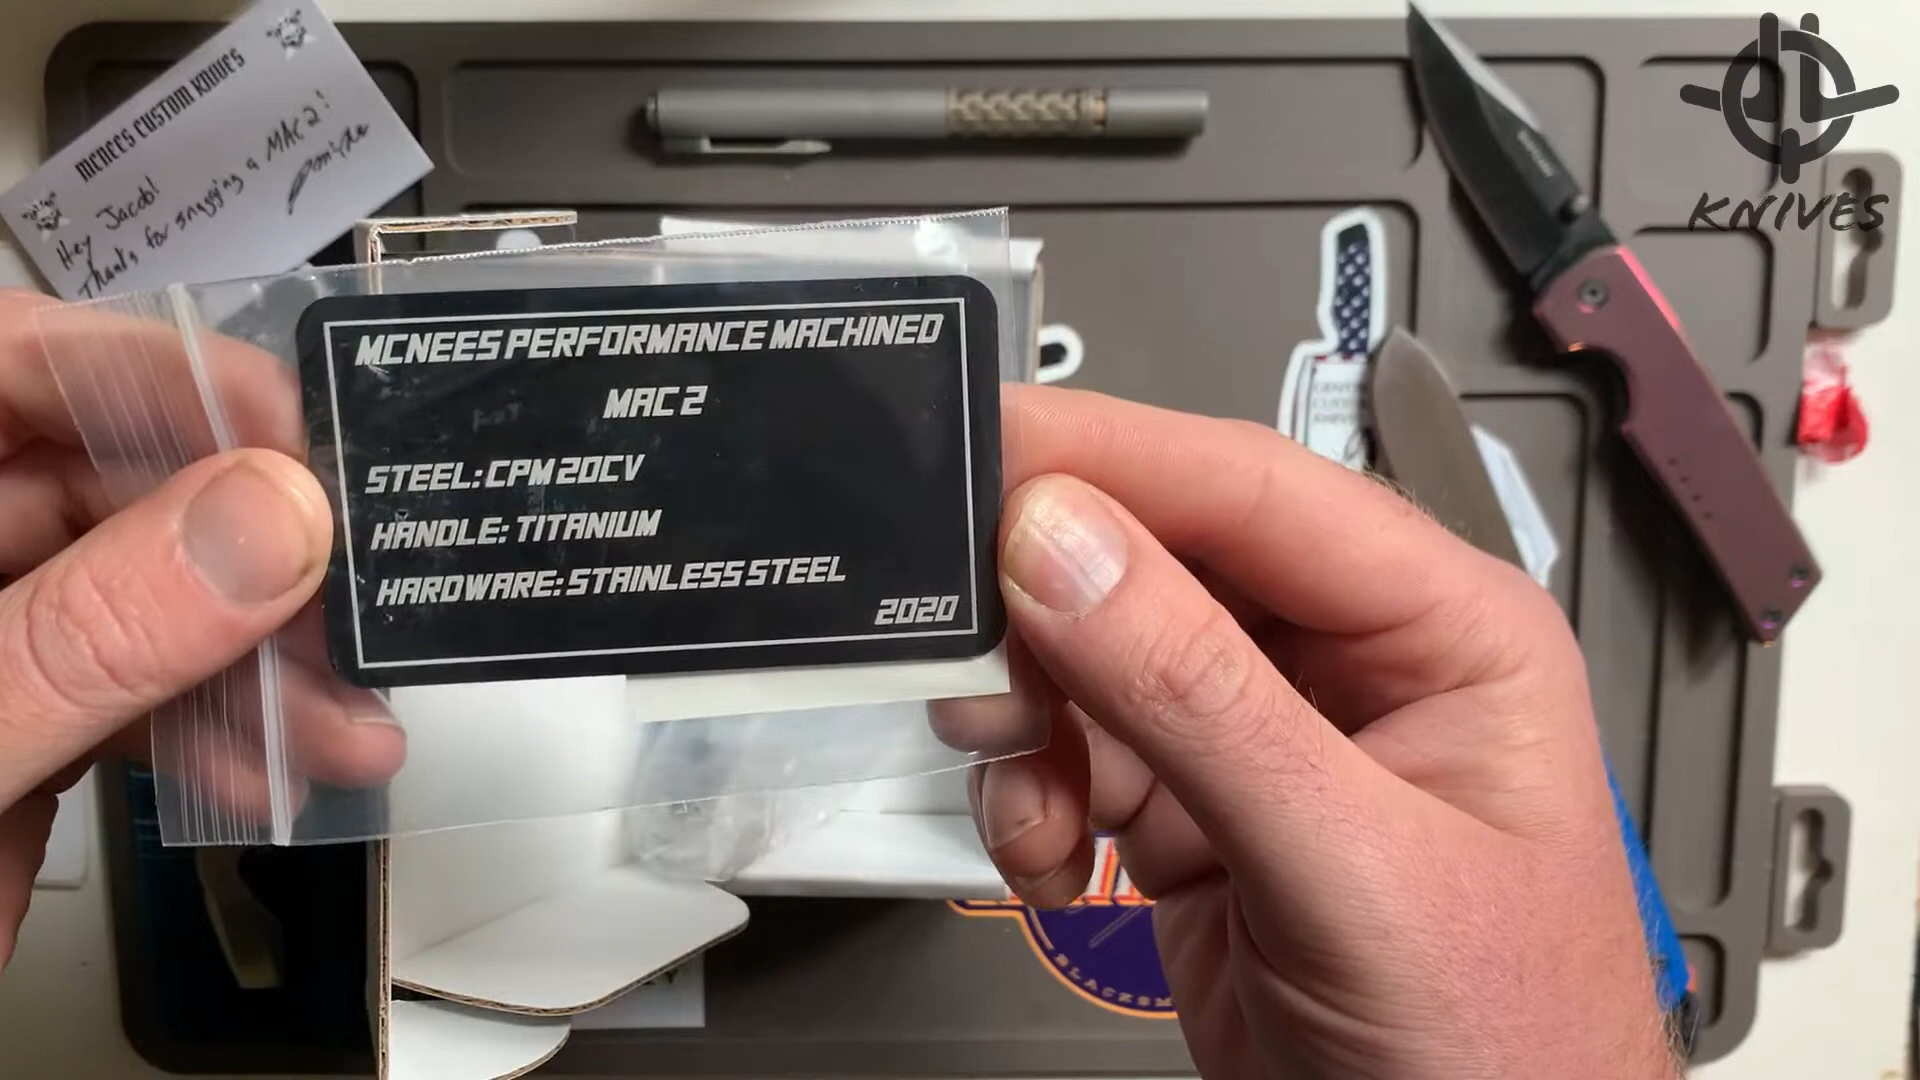 MCNEES CUSTOM KNIVES
Hey Jacob!
Thanks for snagging a MAC 2!
KNIVES
MCNEES PERFORMANCE MACHINED
MAC 2
STEEL: CPM 20CV
HANDLE: TITANIUM
HARDWARE: STAINLESS STEEL
2020
BLACKSM